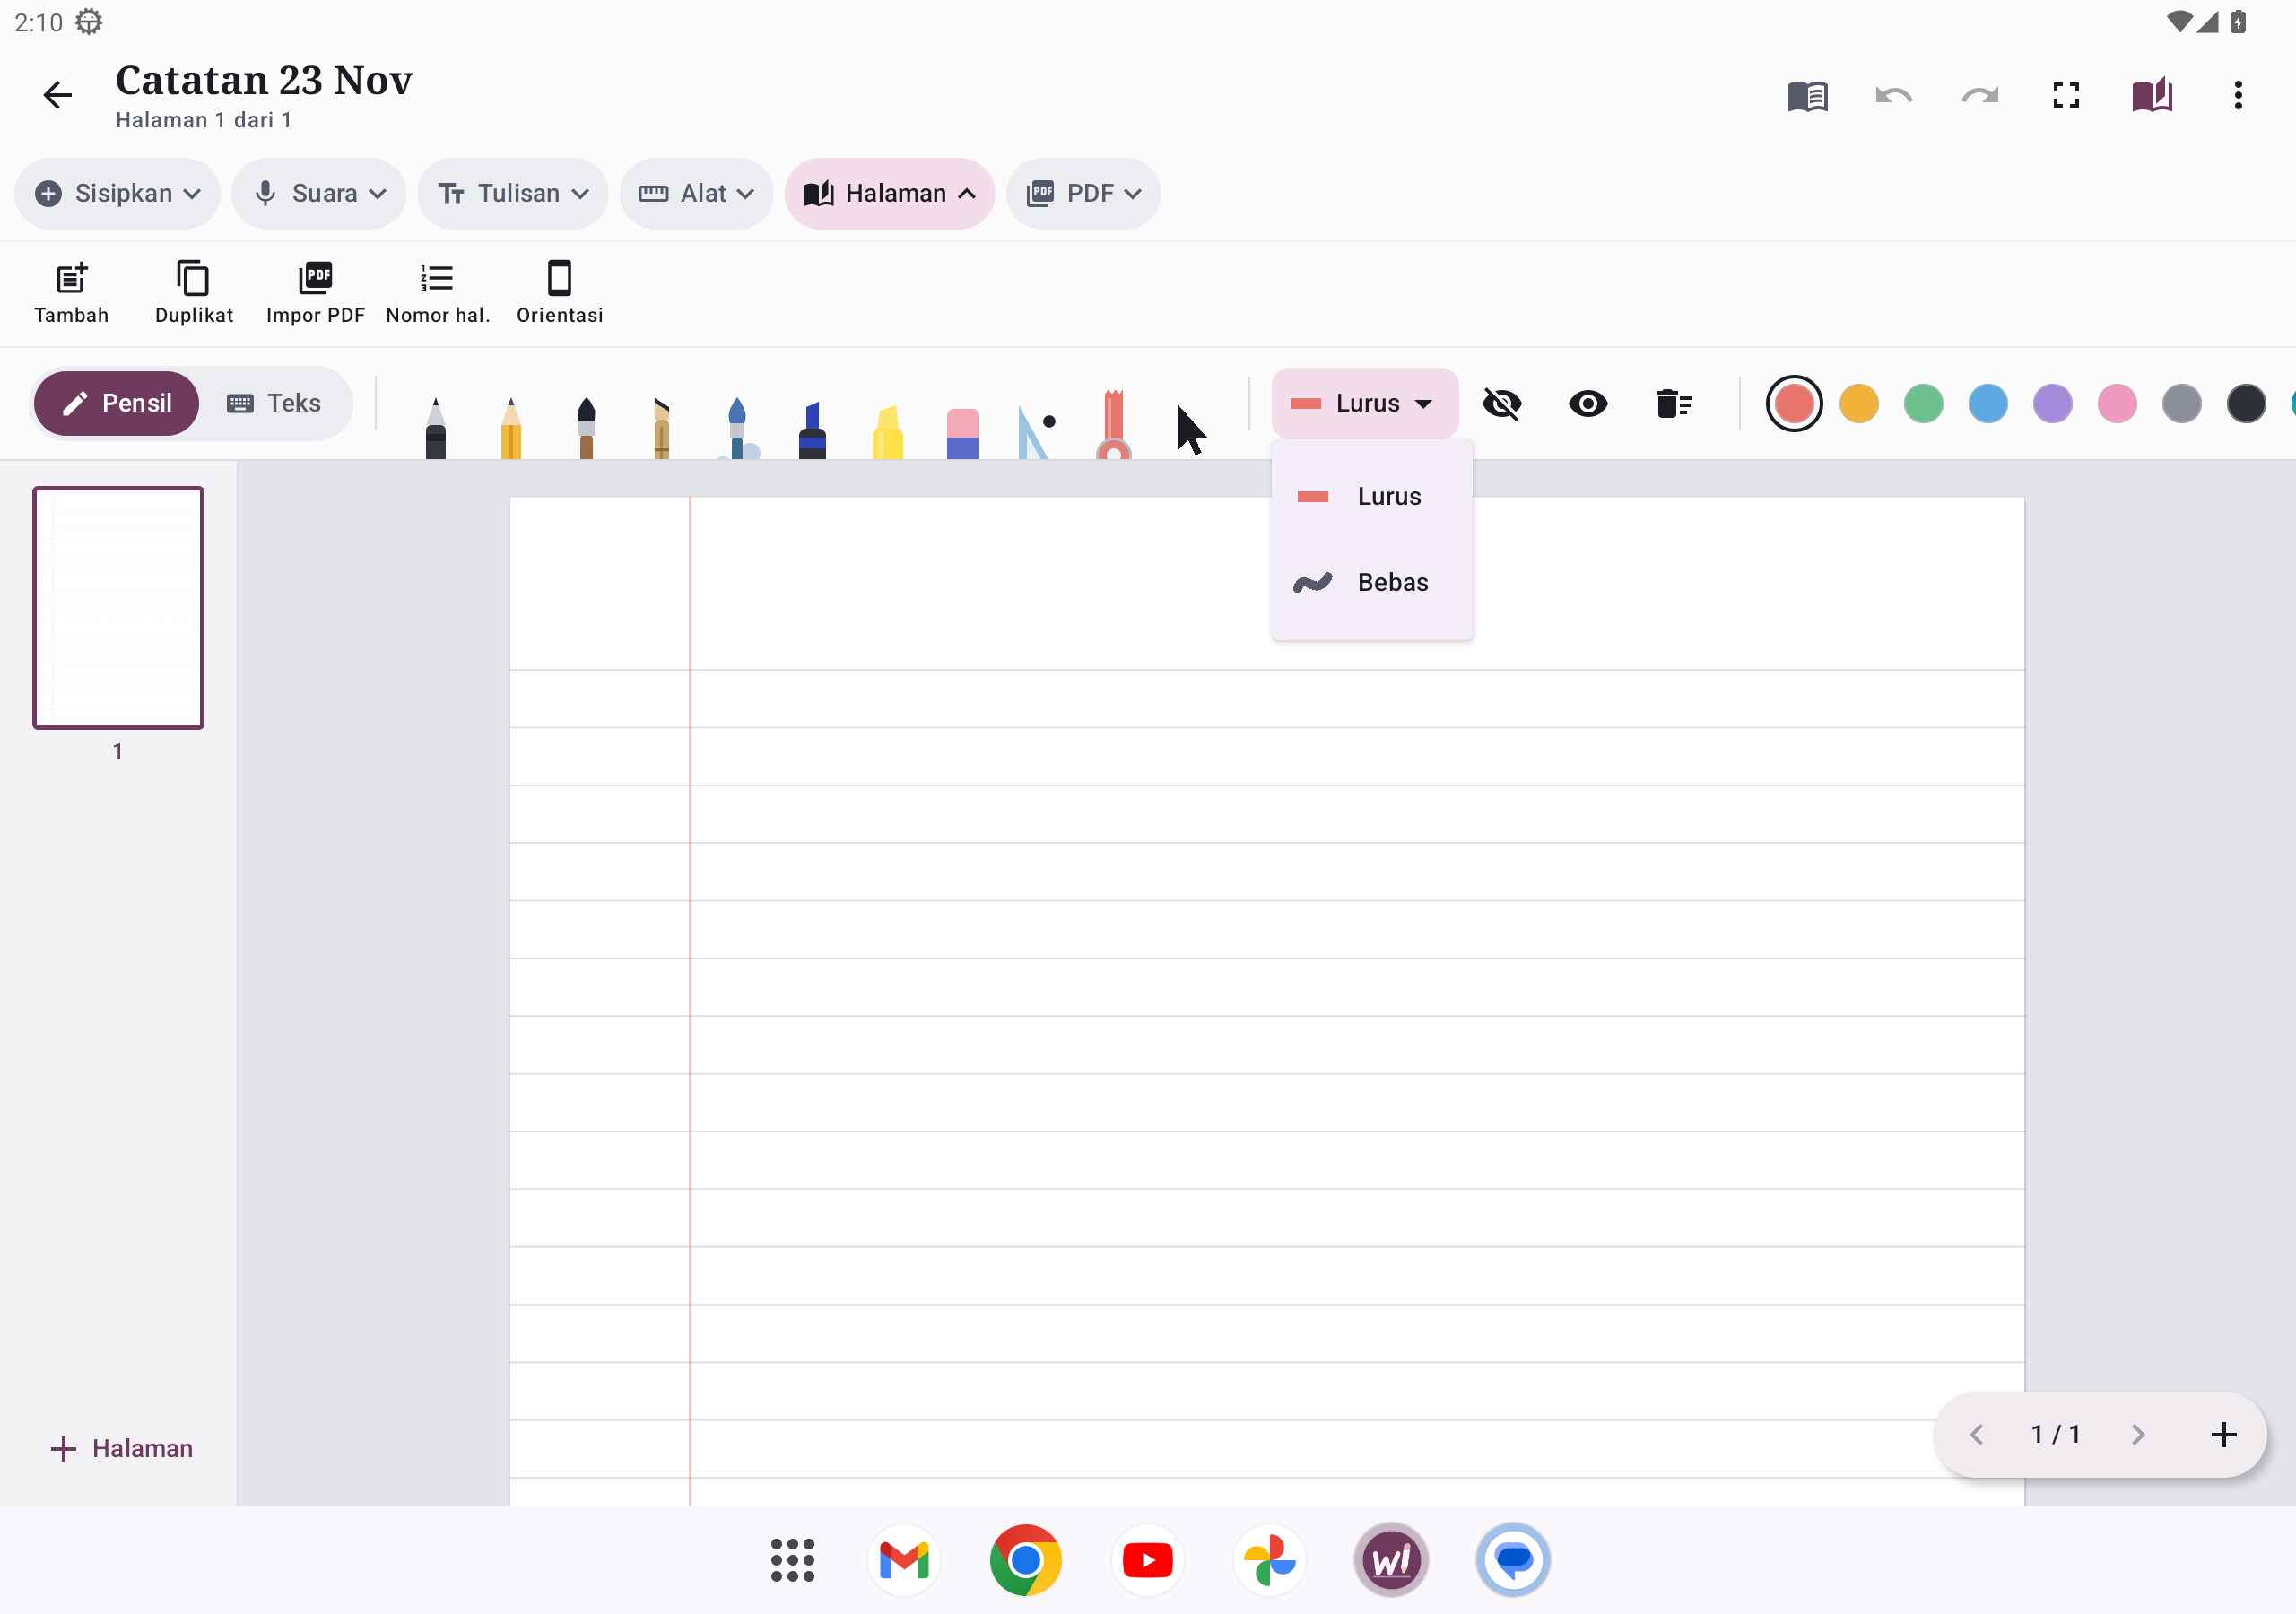 2:10
Catatan 23 Nov
Halaman 1 dari 1
Sisipkan Suara Tulisan Alat Halaman PDF
Tambah Duplikat Impor PDF Nomor hal. Orientasi
Pensil Teks Lurus
Lurus
Bebas
1
Halaman
1 / 1